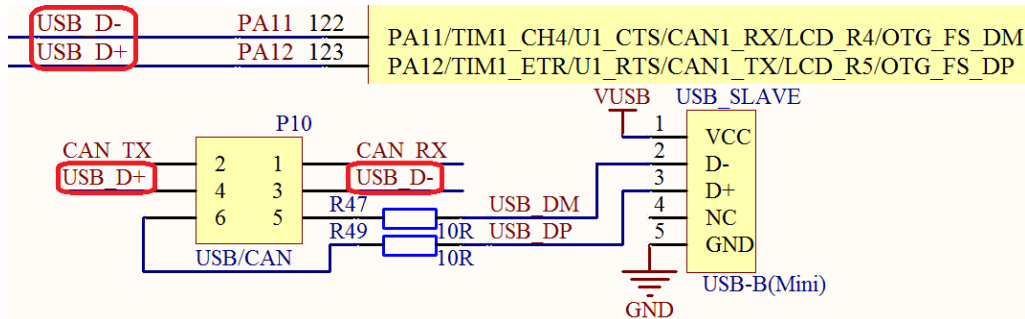 USB_D- PA11 122
USB_D+ PA12 123
PA11/TIM1_CH4/U1_CTS/CAN1_RX/LCD_R4/OTG_FS_DM
PA12/TIM1_ETR/U1_RTS/CAN1_TX/LCD_R5/OTG_FS_DP
VUSB USB_SLAVE
P10
CAN_TX 2 1 CAN_RX
USB_D+ 4 3 USB_D-
6 5 R47 10R USB_DM
R49 10R USB_DP
USB/CAN
1 VCC
2 D-
3 D+
4 NC
5 GND
USB-B(Mini)
GND